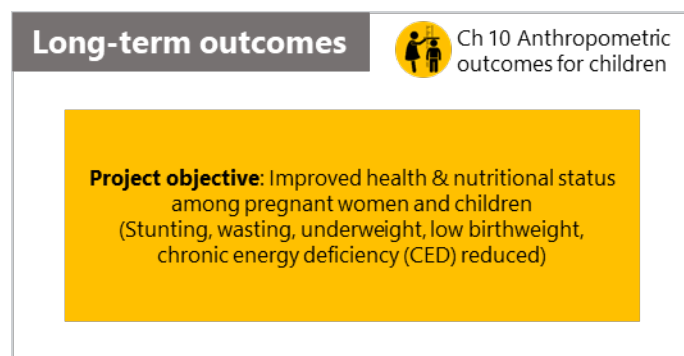 Long-term outcomes
Ch 10 Anthropometric
outcomes for children
Project objective: Improved health & nutritional status
among pregnant women and children
(Stunting, wasting, underweight, low birthweight,
chronic energy deficiency (CED) reduced)